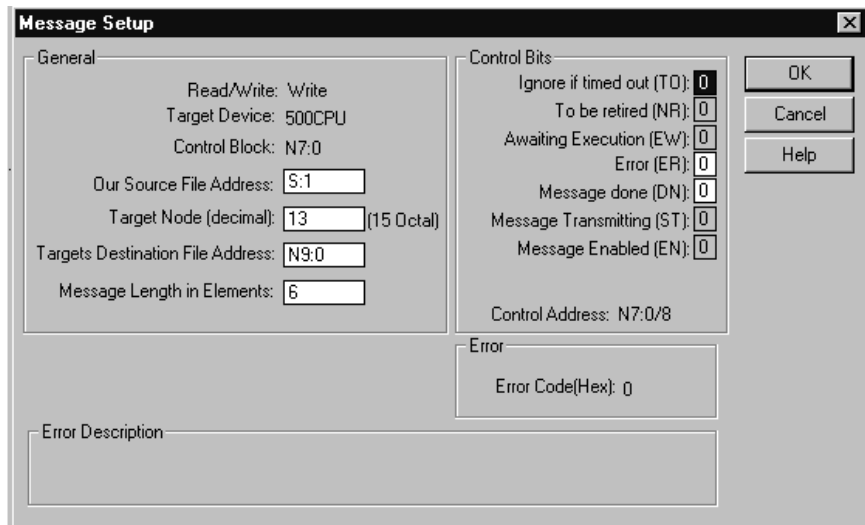 Message Setup
General
Read/Write: Write
Target Device: 500CPU
Control Block: N7:0
Our Source File Address: S:1
Target Node (decimal): 13 (15 Octal)
Targets Destination File Address: N9:0
Message Length in Elements: 6
Control Bits
Ignore if timed out (TO): 0
To be retired (NR): 0
Awaiting Execution (EW): 0
Error (ER): 0
Message done (DN): 0
Message Transmitting (ST): 0
Message Enabled (EN): 0
Control Address: N7:0/8
Error
Error Code(Hex): 0
Error Description
OK
Cancel
Help